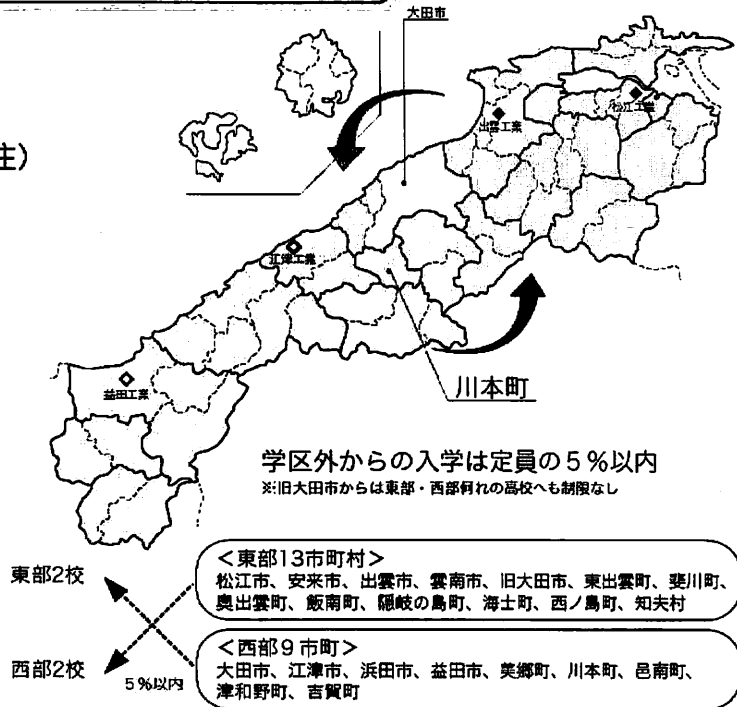 大田市
住）
松江工業
出雲工業
江津工業
益田工業
川本町
学区外からの入学は定員の5％以内
※旧大田市からは東部・西部何れの高校へも制限なし
東部2校
＜東部13市町村＞
松江市、安来市、出雲市、雲南市、旧大田市、東出雲町、斐川町、
奥出雲町、飯南町、隠岐の島町、海士町、西ノ島町、知夫村
西部2校
5％以内
＜西部9市町＞
大田市、江津市、浜田市、益田市、美郷町、川本町、邑南町、
津和野町、吉賀町